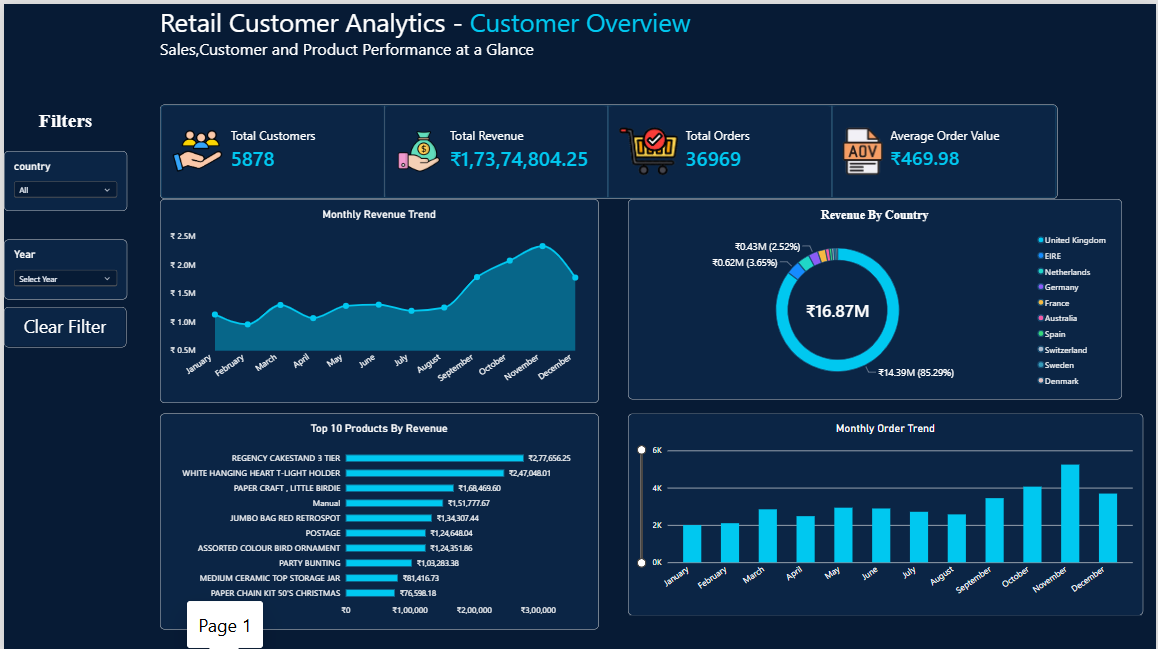 Retail Customer Analytics - Customer Overview
Sales,Customer and Product Performance at a Glance
Filters
country
All
Year
Select Year
Clear Filter
Total Customers
5878
Total Revenue
₹1,73,74,804.25
Total Orders
36969
AOV
Average Order Value
₹469.98
Monthly Revenue Trend
₹ 2.5M
₹ 2.0M
₹ 1.5M
₹ 1.0M
₹ 0.5M
January
February
March
April
May
June
July
August
September
October
November
December
Revenue By Country
₹0.43M (2.52%)
₹0.62M (3.65%)
₹16.87M
₹14.39M (85.29%)
United Kingdom
EIRE
Netherlands
Germany
France
Australia
Spain
Switzerland
Sweden
Denmark
Top 10 Products By Revenue
REGENCY CAKESTAND 3 TIER ₹2,77,656.25
WHITE HANGING HEART T-LIGHT HOLDER ₹2,47,048.01
PAPER CRAFT , LITTLE BIRDIE ₹1,68,469.60
Manual ₹1,51,777.67
JUMBO BAG RED RETROSPOT ₹1,34,307.44
POSTAGE ₹1,24,648.04
ASSORTED COLOUR BIRD ORNAMENT ₹1,24,351.86
PARTY BUNTING ₹1,03,283.38
MEDIUM CERAMIC TOP STORAGE JAR ₹81,416.73
PAPER CHAIN KIT 50'S CHRISTMAS ₹76,598.18
₹0 ₹1,00,000 ₹2,00,000 ₹3,00,000
Monthly Order Trend
6K
4K
2K
0K
January
February
March
April
May
June
July
August
September
October
November
December
Page 1